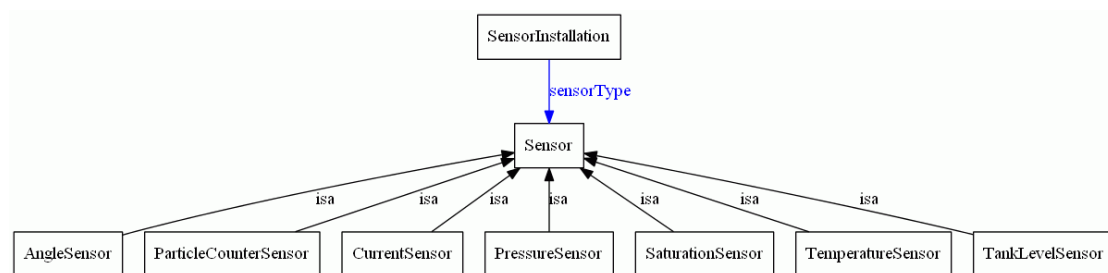 SensorInstallation
sensorType
Sensor
isa isa isa isa isa isa isa
AngleSensor ParticleCounterSensor CurrentSensor PressureSensor SaturationSensor TemperatureSensor TankLevelSensor